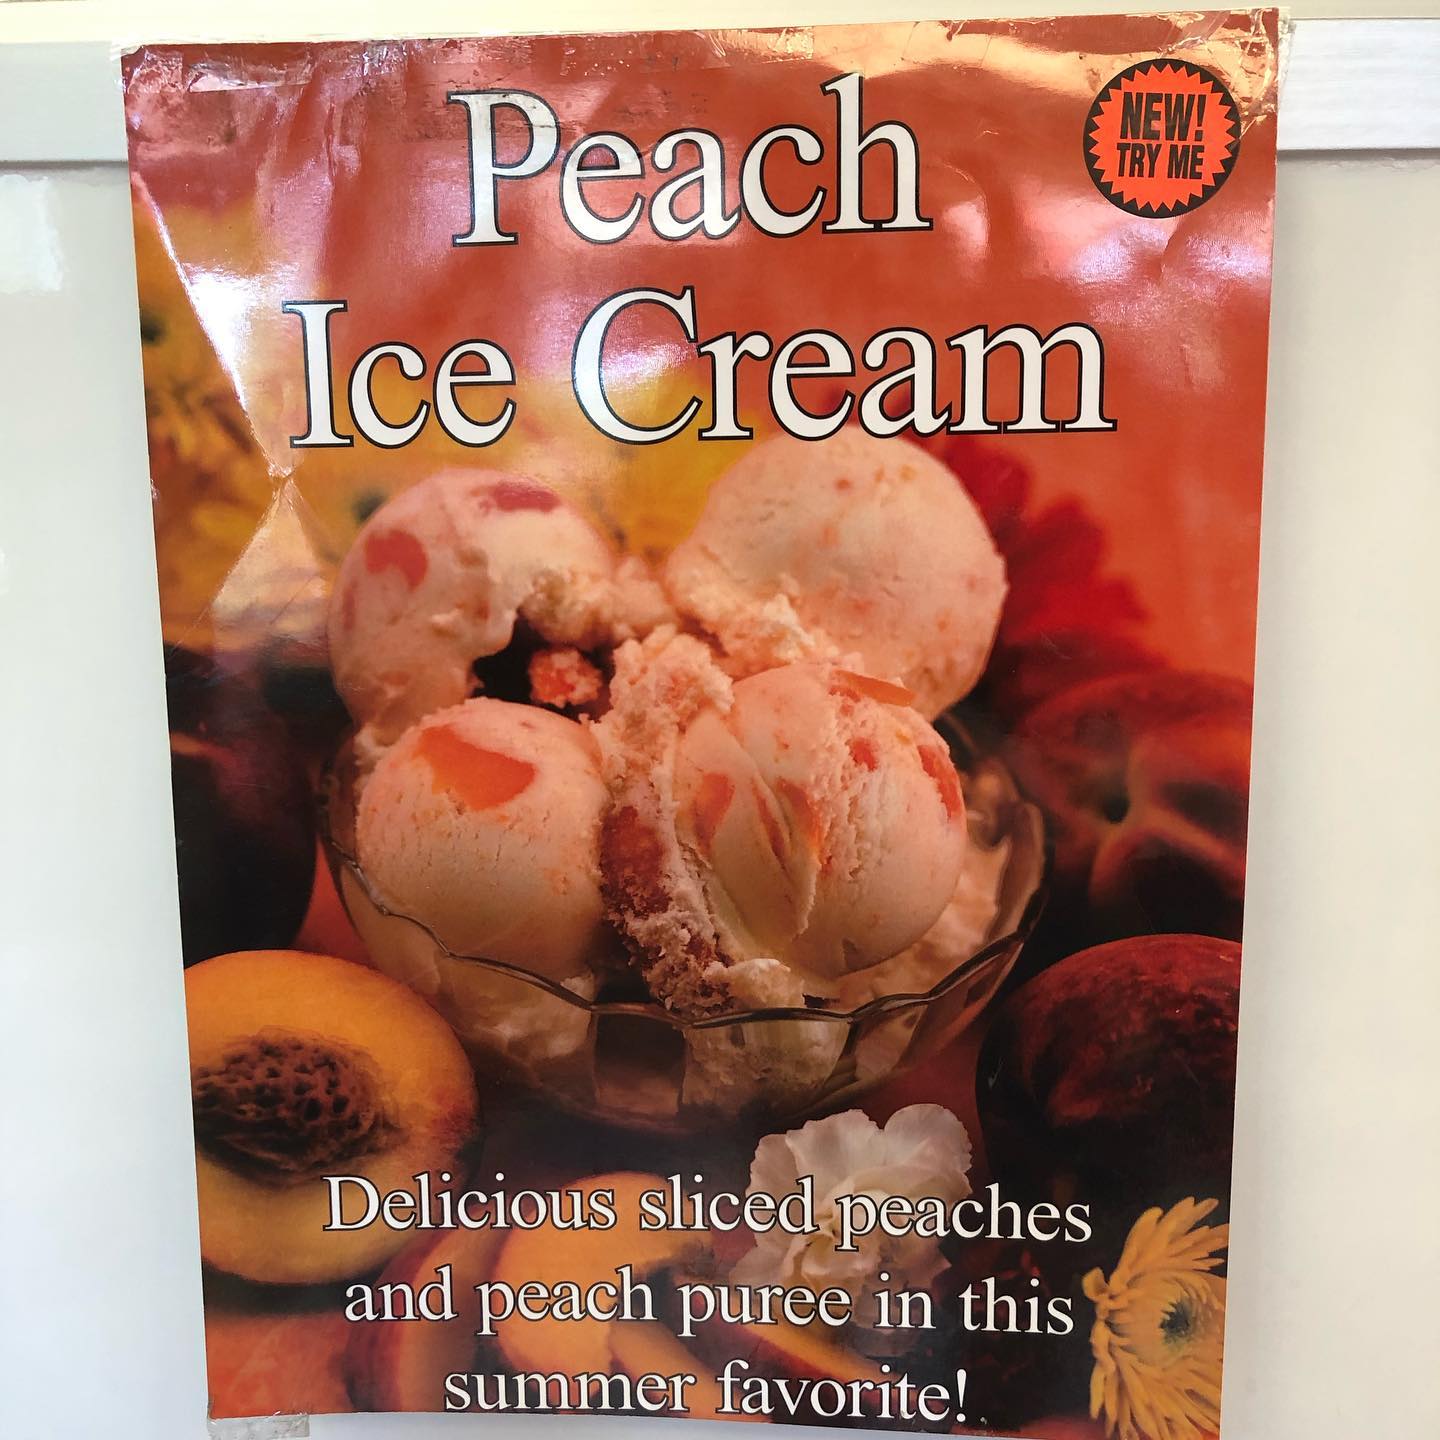 Peach
Ice Cream
NEW!
TRY ME
Delicious sliced peaches
and peach puree in this
summer favorite!